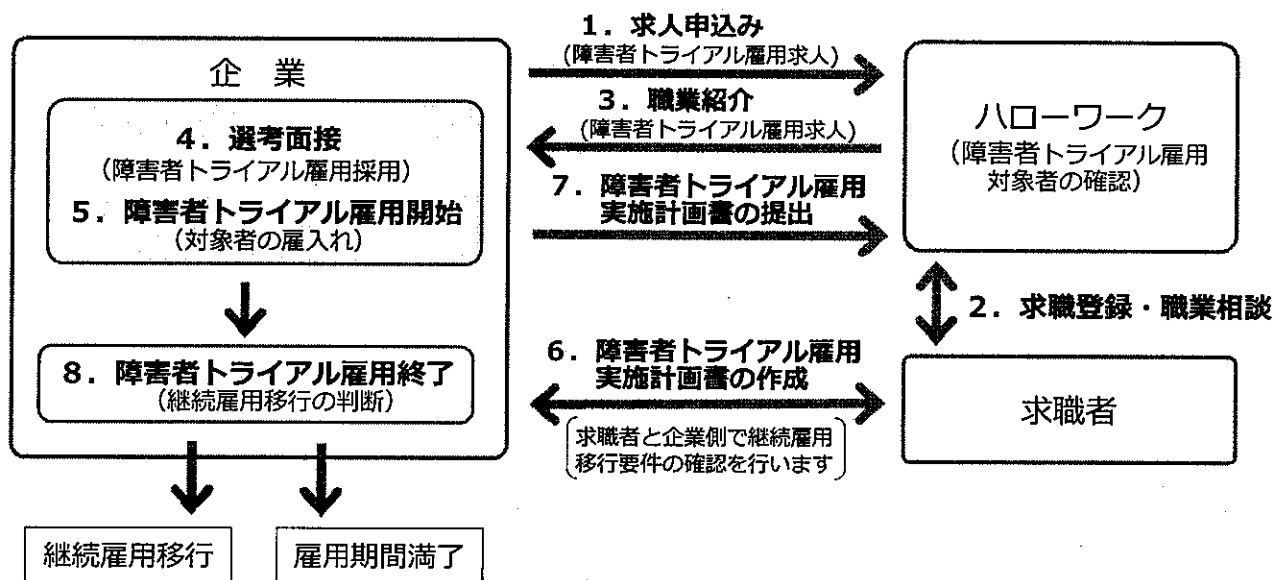 企 業
4．選考面接
(障害者トライアル雇用採用)
5．障害者トライアル雇用開始
(対象者の雇入れ)
8．障害者トライアル雇用終了
(継続雇用移行の判断)
継続雇用移行
雇用期間満了
1．求人申込み
(障害者トライアル雇用求人)
3．職業紹介
(障害者トライアル雇用求人)
7．障害者トライアル雇用
実施計画書の提出
6．障害者トライアル雇用
実施計画書の作成
求職者と企業側で継続雇用
移行要件の確認を行います
ハローワーク
(障害者トライアル雇用
対象者の確認)
2．求職登録・職業相談
求職者